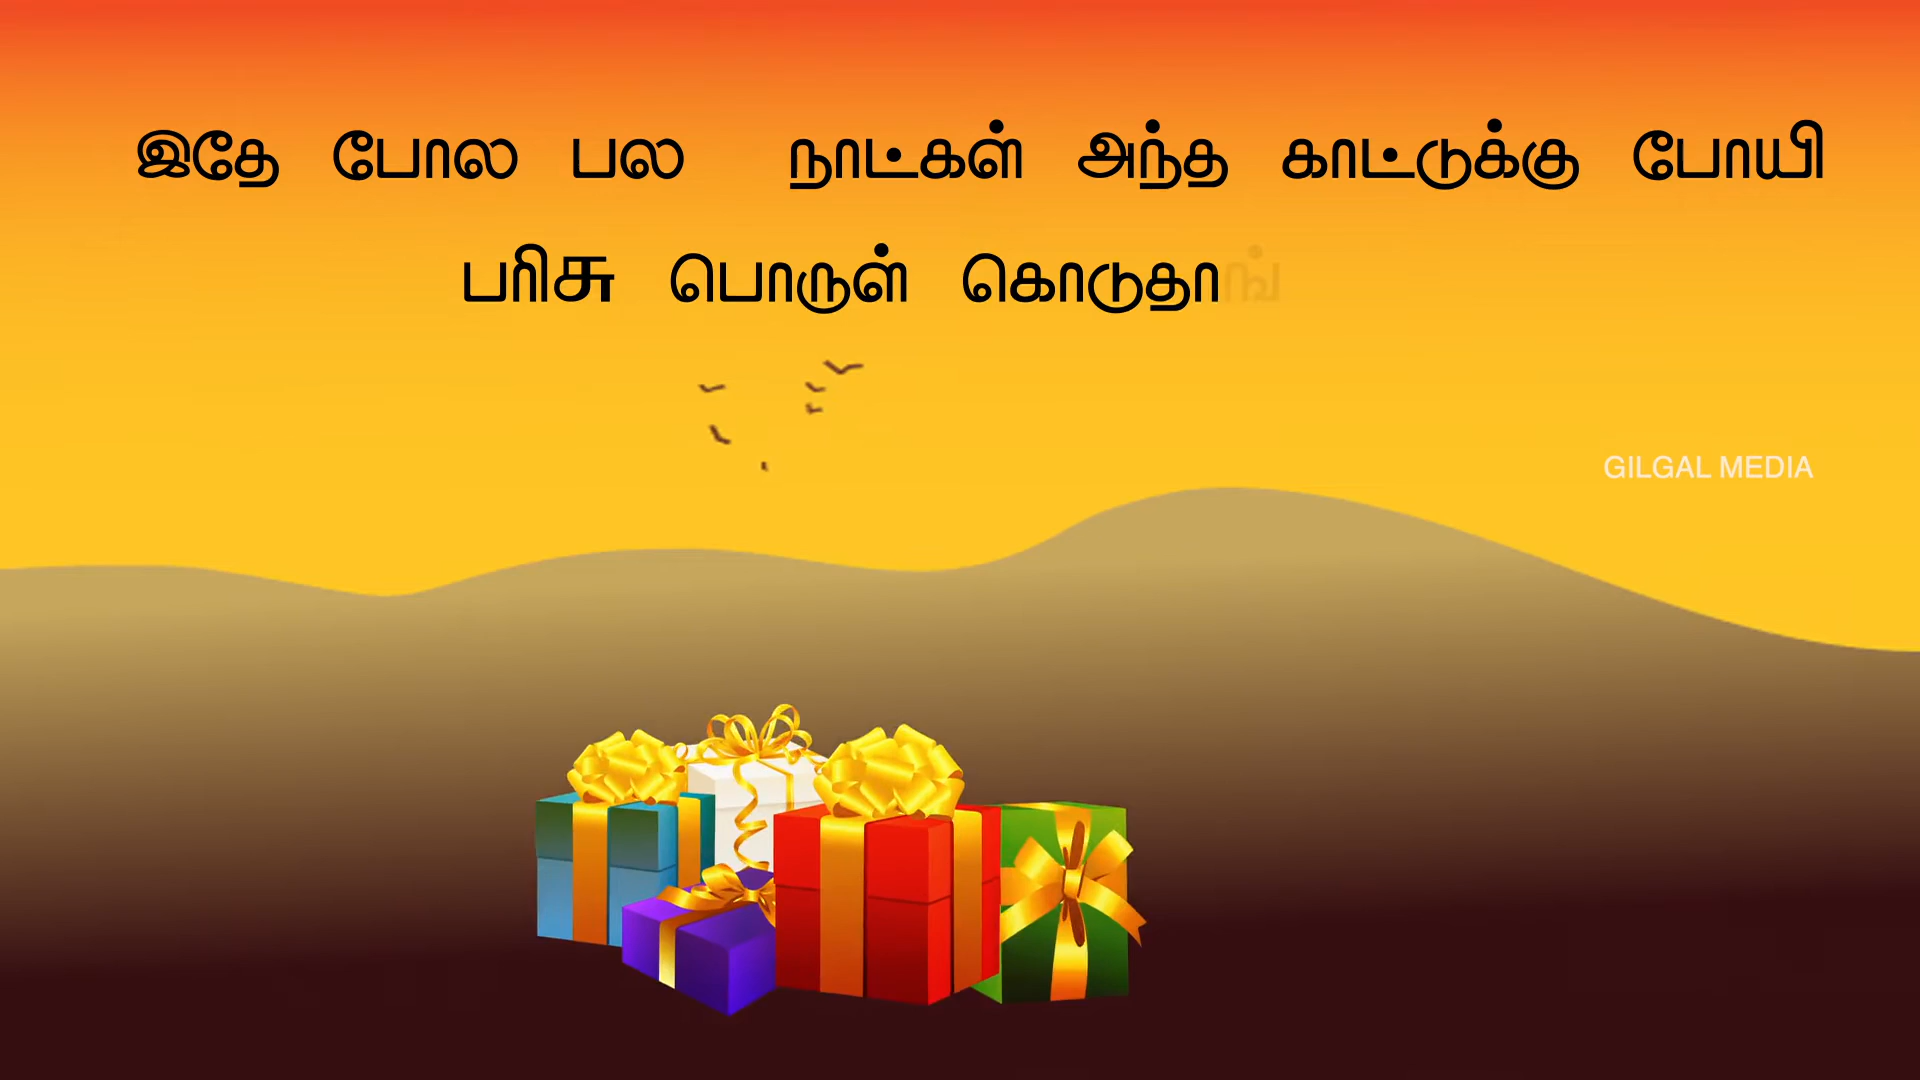 இதே போல பல நாட்கள் அந்த காட்டுக்கு போயி
பரிசு பொருள் கொடுதாங்
GILGAL MEDIA